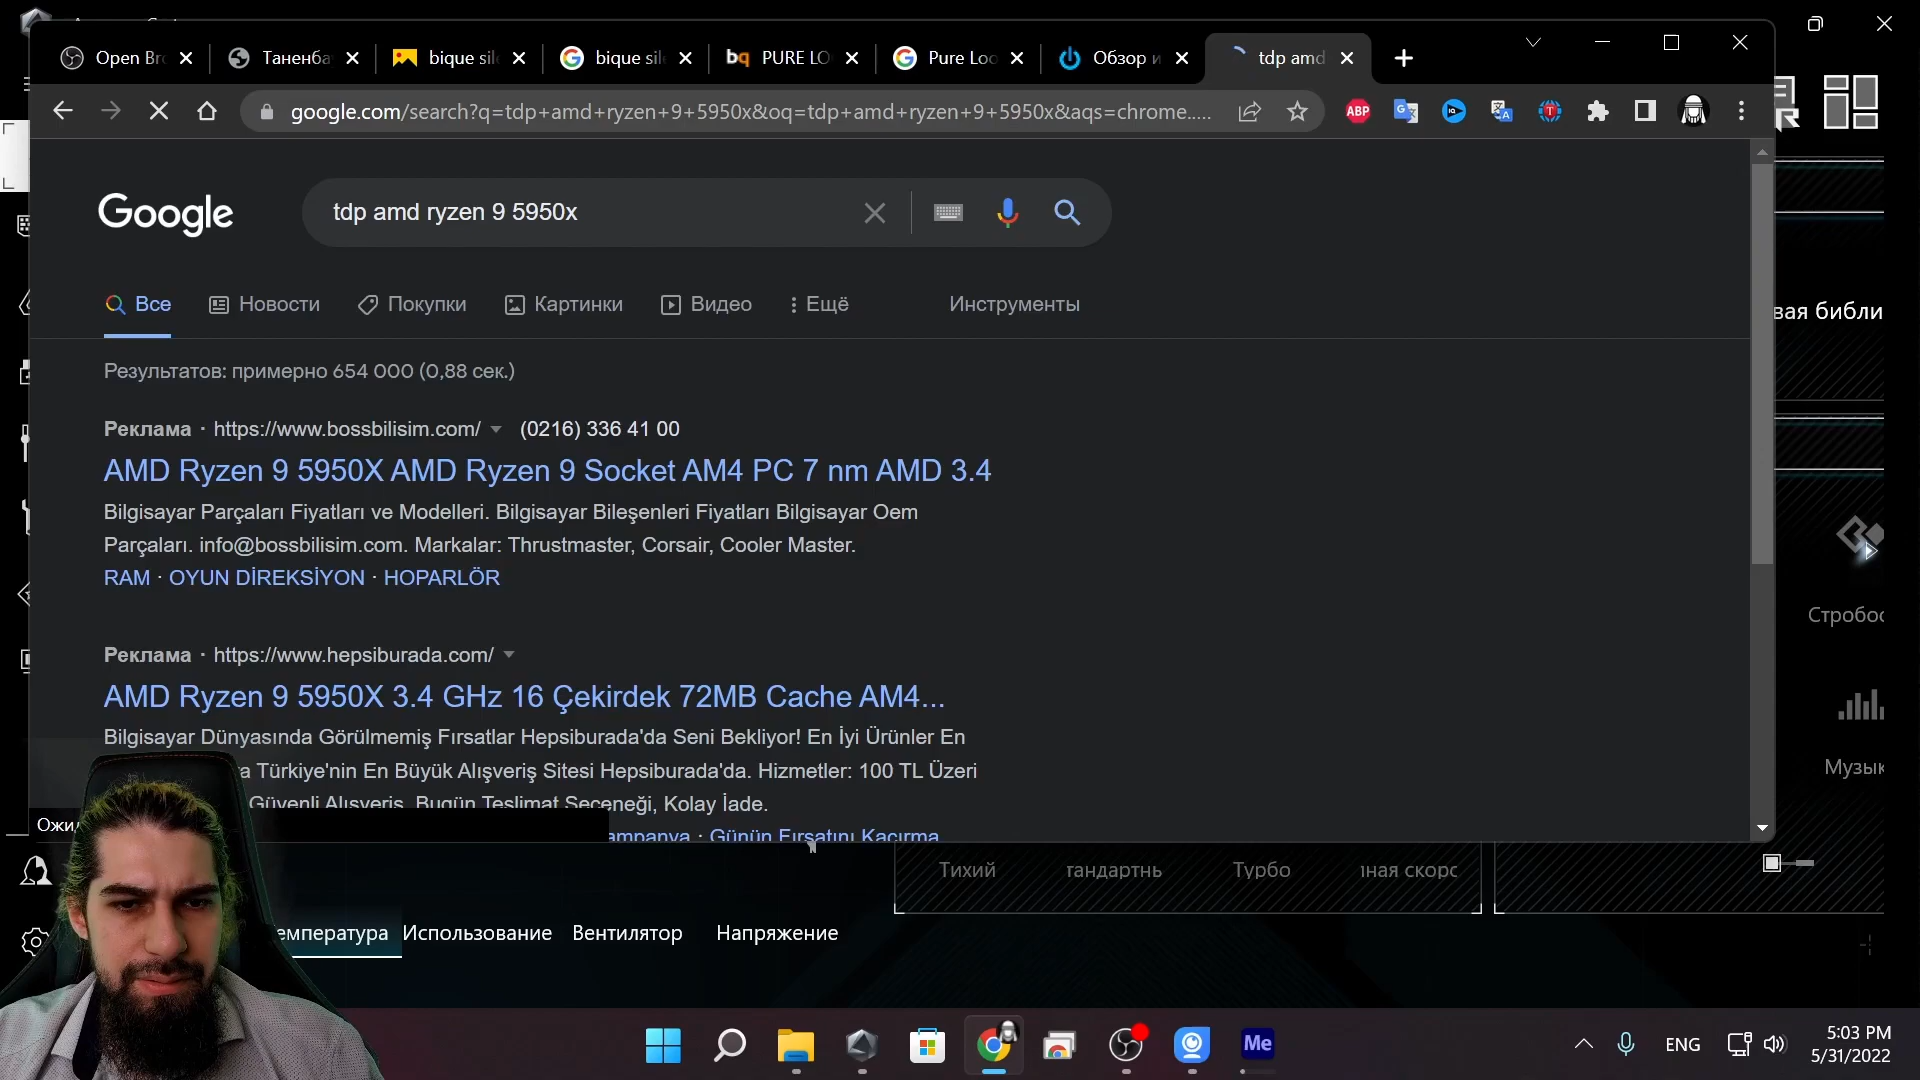 Open Br
Таненба
bique sil
bique sil
bq PURE LO
Pure Loo
Обзор и
tdp amd
google.com/search?q=tdp+amd+ryzen+9+5950x&oq=tdp+amd+ryzen+9+5950x&aqs=chrome.....
ABP
Google
tdp amd ryzen 9 5950x
Все
Новости
Покупки
Картинки
Видео
Ещё
Инструменты
вая библи
Результатов: примерно 654 000 (0,88 сек.)
Реклама · https://www.bossbilisim.com/ (0216) 336 41 00
AMD Ryzen 9 5950X AMD Ryzen 9 Socket AM4 PC 7 nm AMD 3.4
Bilgisayar Parçaları Fiyatları ve Modelleri. Bilgisayar Bileşenleri Fiyatları Bilgisayar Oem
Parçaları. info@bossbilisim.com. Markalar: Thrustmaster, Corsair, Cooler Master.
RAM · OYUN DİREKSİYON · HOPARLÖR
Стробос
Реклама · https://www.hepsiburada.com/
AMD Ryzen 9 5950X 3.4 GHz 16 Çekirdek 72MB Cache AM4...
Bilgisayar Dünyasında Görülmemiş Fırsatlar Hepsiburada'da Seni Bekliyor! En İyi Ürünler En
a Türkiye'nin En Büyük Alışveriş Sitesi Hepsiburada'da. Hizmetler: 100 TL Üzeri
Güvenli Alışveriş, Bugün Teslimat Seçeneği, Kolay İade.
Музык
Ожид
ampanya · Günün Fırsatını Kaçırma
Тихий
тандартнь
Турбо
ная скорс
емпература
Использование
Вентилятор
Напряжение
Me
ENG
5:03 PM
5/31/2022